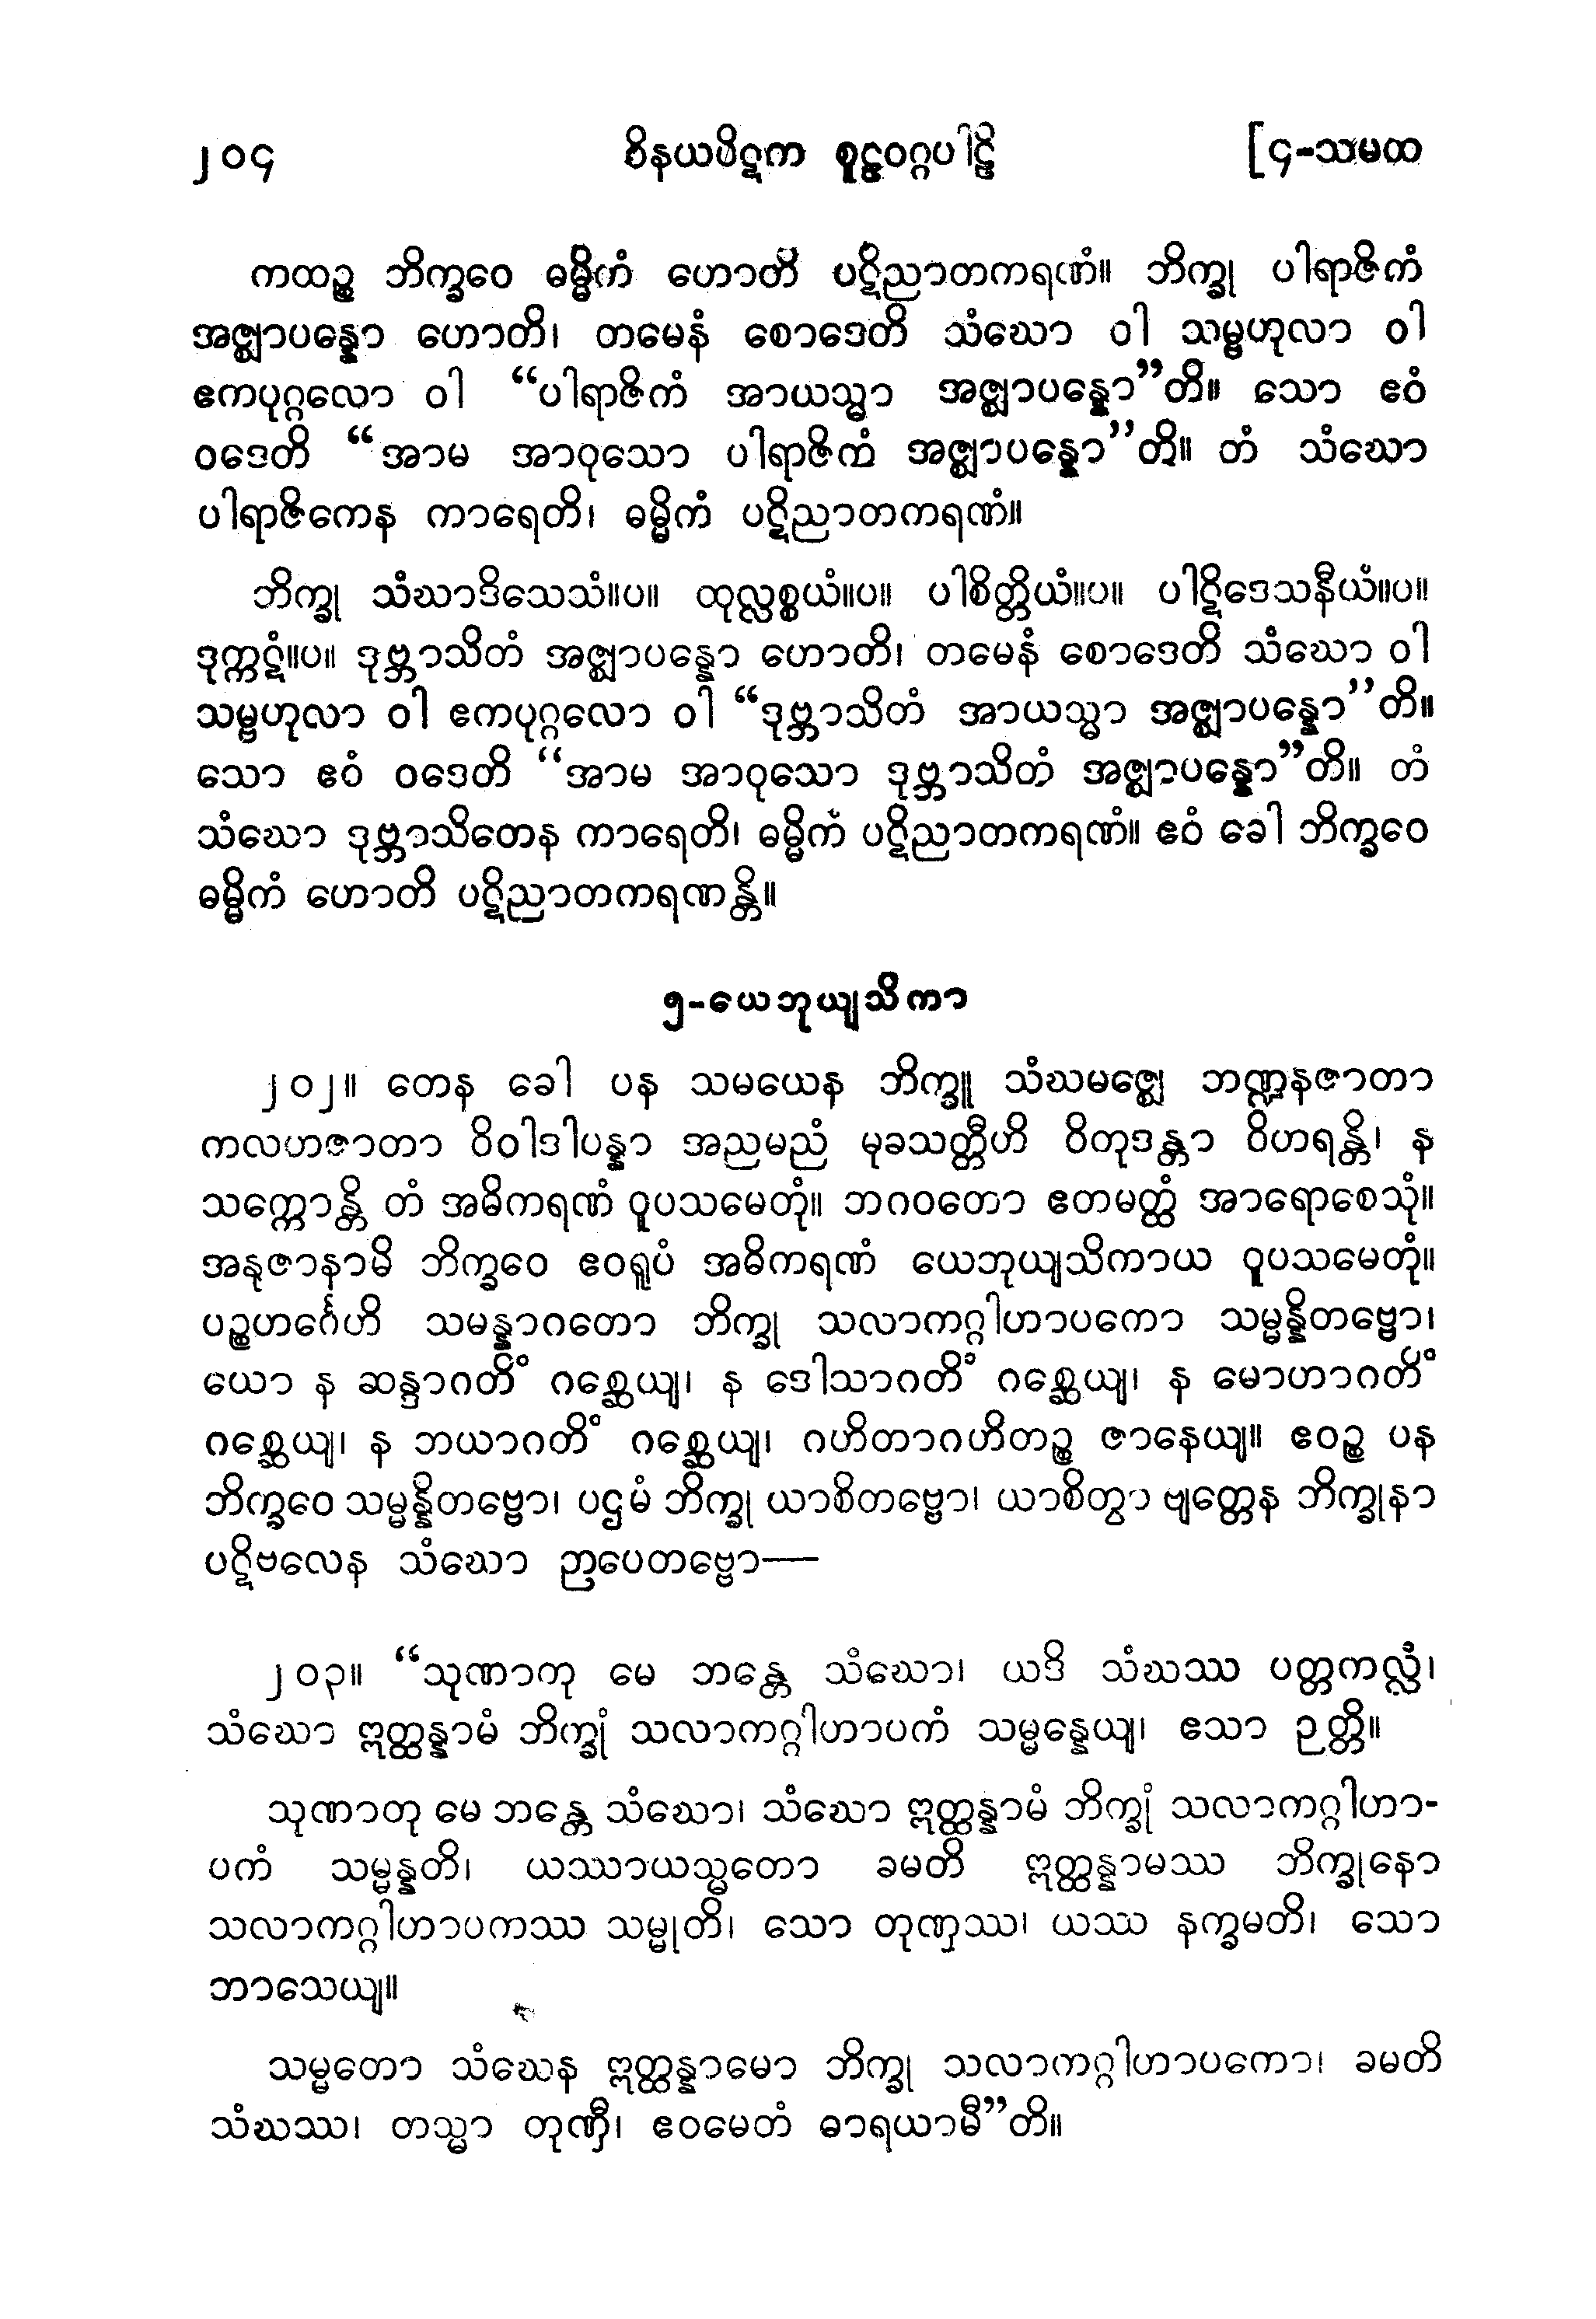 ၂၀၄ ဝိနယပိဋက စူဠဝဂ္ဂပါဠိ [၄-သမထ
ကထဉ္စ ဘိက္ခဝေ ဓမ္မိကံ ဟောတိ ပဋိညာတကရဏံ။ ဘိက္ခု ပါရာဇိကံ
အဇ္ဈာပန္နော ဟောတိ၊ တမေနံ စောဒေတိ သံဃော ဝါ သမ္ဗဟုလာ ဝါ
ဧကပုဂ္ဂလော ဝါ “ပါရာဇိကံ အာယသ္မာ အဇ္ဈာပန္နော”တိ။ သော ဧဝံ
ဝဒေတိ “အာမ အာဝုသော ပါရာဇိကံ အဇ္ဈာပန္နော”တိ။ တံ သံဃော
ပါရာဇိကေန ကာရေတိ၊ ဓမ္မိကံ ပဋိညာတကရဏံ။
ဘိက္ခု သံဃာဒိသေသံ။ပ။ ထုလ္လစ္စယံ။ပ။ ပါစိတ္တိယံ။ပ။ ပါဋိဒေသနီယံ။ပ။
ဒုက္ကဋံ။ပ။ ဒုဗ္ဘာသိတံ အဇ္ဈာပန္နော ဟောတိ၊ တမေနံ စောဒေတိ သံဃော ဝါ
သမ္ဗဟုလာ ဝါ ဧကပုဂ္ဂလော ဝါ “ဒုဗ္ဘာသိတံ အာယသ္မာ အဇ္ဈာပန္နော”တိ။
သော ဧဝံ ဝဒေတိ “အာမ အာဝုသော ဒုဗ္ဘာသိတံ အဇ္ဈာပန္နော”တိ။ တံ
သံဃော ဒုဗ္ဘာသိတေန ကာရေတိ၊ ဓမ္မိကံ ပဋိညာတကရဏံ။ ဧဝံ ခေါ ဘိက္ခဝေ
ဓမ္မိကံ ဟောတိ ပဋိညာတကရဏန္တိ။
၅-ယေဘုယျသိကာ
၂၀၂။ တေန ခေါ ပန သမယေန ဘိက္ခူ သံဃမဇ္ဈေ ဘဏ္ဍနဇာတာ
ကလဟဇာတာ ဝိဝါဒါပန္နာ အညမညံ မုခသတ္တီဟိ ဝိတုဒန္တာ ဝိဟရန္တိ၊ န
သက္ကောန္တိ တံ အဓိကရဏံ ဝူပသမေတုံ။ ဘဂဝတော ဧတမတ္ထံ အာရောစေသုံ။
အနုဇာနာမိ ဘိက္ခဝေ ဧဝရူပံ အဓိကရဏံ ယေဘုယျသိကာယ ဝူပသမေတုံ။
ပဉ္စဟင်္ဂေဟိ သမန္နာဂတော ဘိက္ခု သလာကဂ္ဂါဟာပကော သမ္မန္နိတဗ္ဗော၊
ယော န ဆန္ဒာဂတိံ ဂစ္ဆေယျ၊ န ဒေါသာဂတိံ ဂစ္ဆေယျ၊ န မောဟာဂတိံ
ဂစ္ဆေယျ၊ န ဘယာဂတိံ ဂစ္ဆေယျ၊ ဂဟိတာဂဟိတဉ္စ ဇာနေယျ။ ဧဝဉ္စ ပန
ဘိက္ခဝေ သမ္မန္နိတဗ္ဗော၊ ပဌမံ ဘိက္ခု ယာစိတဗ္ဗော၊ ယာစိတွာ ဗျတ္တေန ဘိက္ခုနာ
ပဋိဗလေန သံဃော ဉာပေတဗ္ဗော—
၂၀၃။ “သုဏာတု မေ ဘန္တေ သံဃော၊ ယဒိ သံဃဿ ပတ္တကလ္လံ၊
သံဃော ဣတ္ထန္နာမံ ဘိက္ခုံ သလာကဂ္ဂါဟာပကံ သမ္မန္နေယျ၊ ဧသာ ဉတ္တိ။
သုဏာတု မေ ဘန္တေ သံဃော၊ သံဃော ဣတ္ထန္နာမံ ဘိက္ခုံ သလာကဂ္ဂါဟာ-
ပကံ သမ္မန္နတိ၊ ယဿာယသ္မတော ခမတိ ဣတ္ထန္နာမဿ ဘိက္ခုနော
သလာကဂ္ဂါဟာပကဿ သမ္မုတိ၊ သော တုဏှဿ၊ ယဿ နက္ခမတိ၊ သော
ဘာသေယျ။
သမ္မတော သံဃေန ဣတ္ထန္နာမော ဘိက္ခု သလာကဂ္ဂါဟာပကော၊ ခမတိ
သံဃဿ၊ တသ္မာ တုဏှီ၊ ဧဝမေတံ ဓာရယာမီ”တိ။